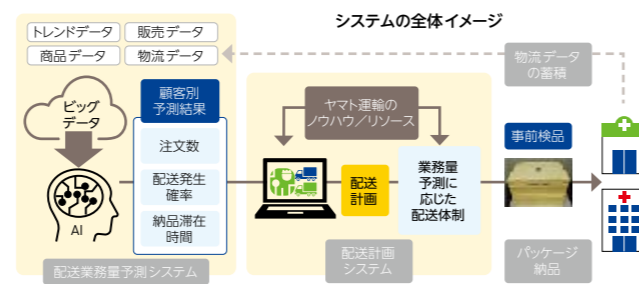 システムの全体イメージ
トレンドデータ
販売データ
商品データ
物流データ
物流データ
の蓄積
ビッグ
データ
AI
顧客別
予測結果
注文数
配送発生
確率
納品滞在
時間
配送業務量予測システム
ヤマト運輸の
ノウハウ／リソース
配送
計画
業務量
予測に
応じた
配送体制
配送計画
システム
事前検品
パッケージ
納品